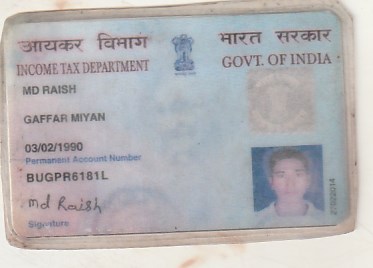 आयकर विभाग भारत सरकार
INCOME TAX DEPARTMENT GOVT. OF INDIA
MD RAISH
GAFFAR MIYAN
03/02/1990
Permanent Account Number
BUGPR6181L
Md Raish
Signature